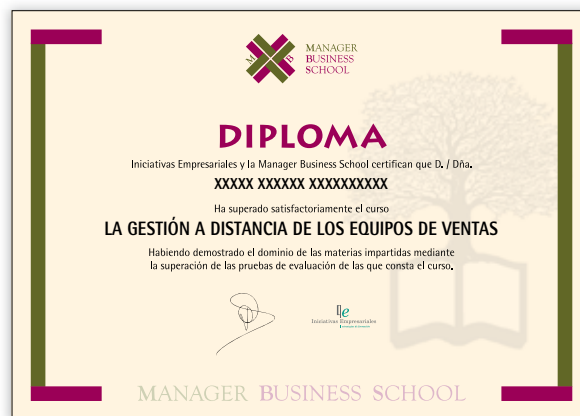 M B
MANAGER
BUSINESS
SCHOOL
DIPLOMA
Iniciativas Empresariales y la Manager Business School certifican que D. / Dña.
XXXXX XXXXXX XXXXXXXXXX
Ha superado satisfactoriamente el curso
LA GESTIÓN A DISTANCIA DE LOS EQUIPOS DE VENTAS
Habiendo demostrado el dominio de las materias impartidas mediante
la superación de las pruebas de evaluación de las que consta el curso.
Ie
Iniciativas Empresariales
MANAGER BUSINESS SCHOOL